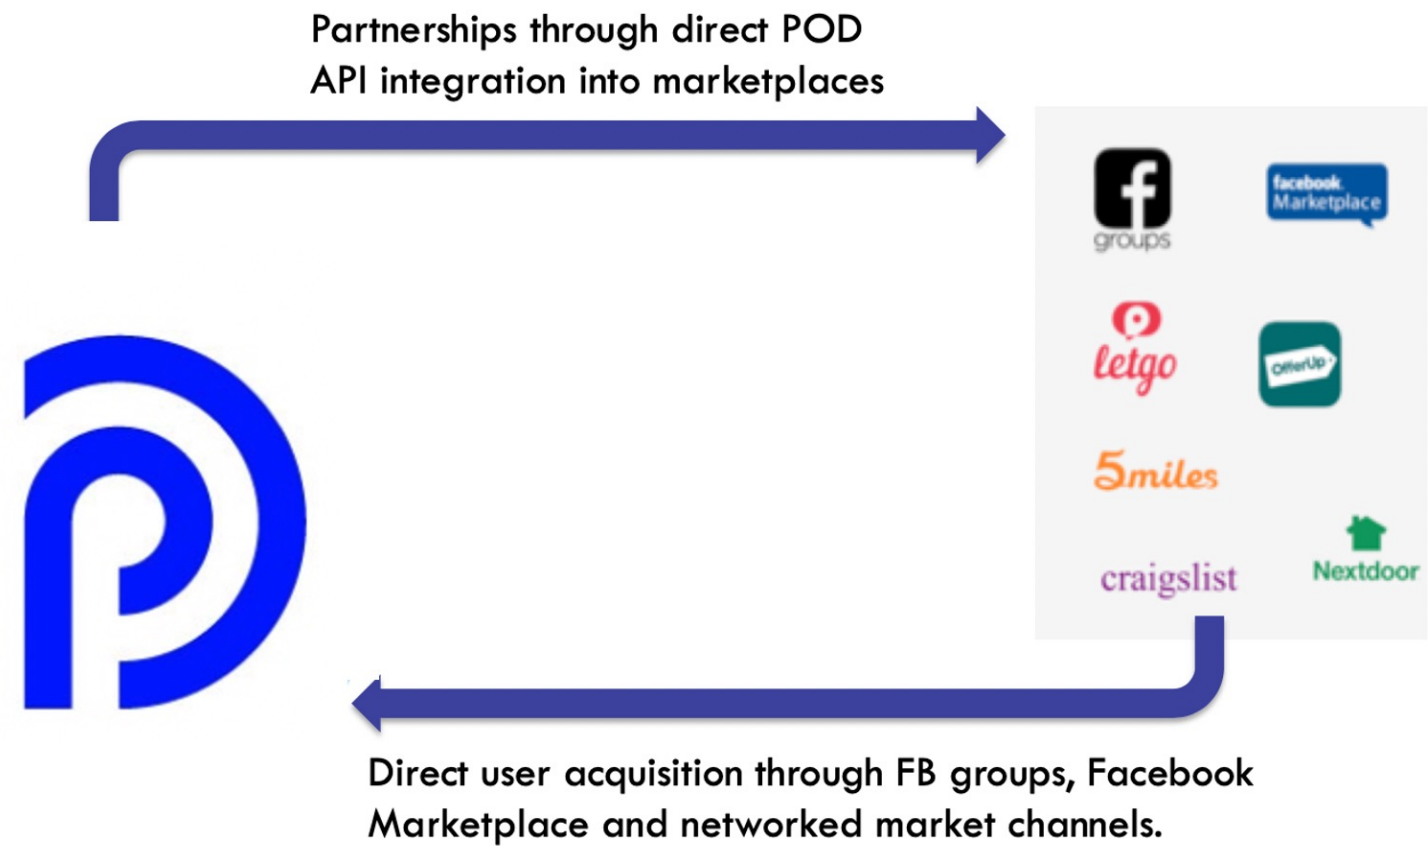 Partnerships through direct POD
API integration into marketplaces
groups
facebook.
Marketplace
letgo
OfferUp
5miles
craigslist
Nextdoor
Direct user acquisition through FB groups, Facebook
Marketplace and networked market channels.